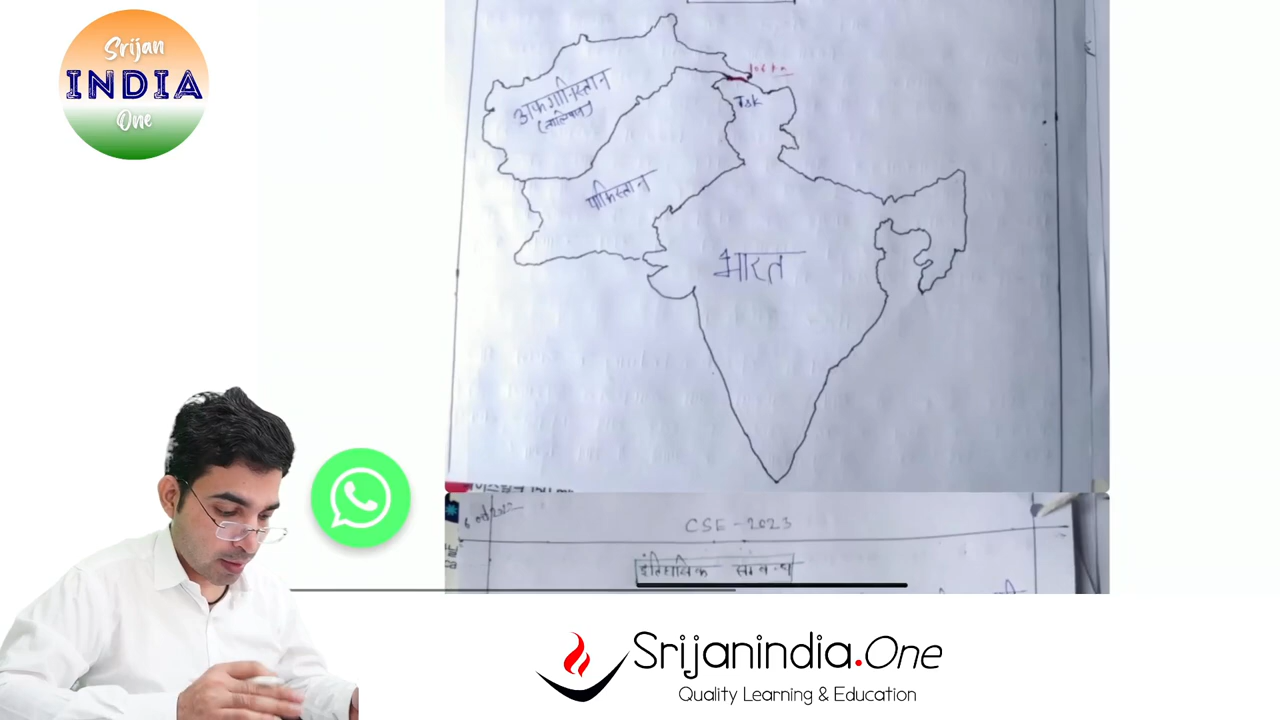 Srijan
INDIA
One
अफगानिस्तान
(तालिबान)
J&K
पाकिस्तान
भारत
CSE-2023
Srijanindia.One
Quality Learning & Education